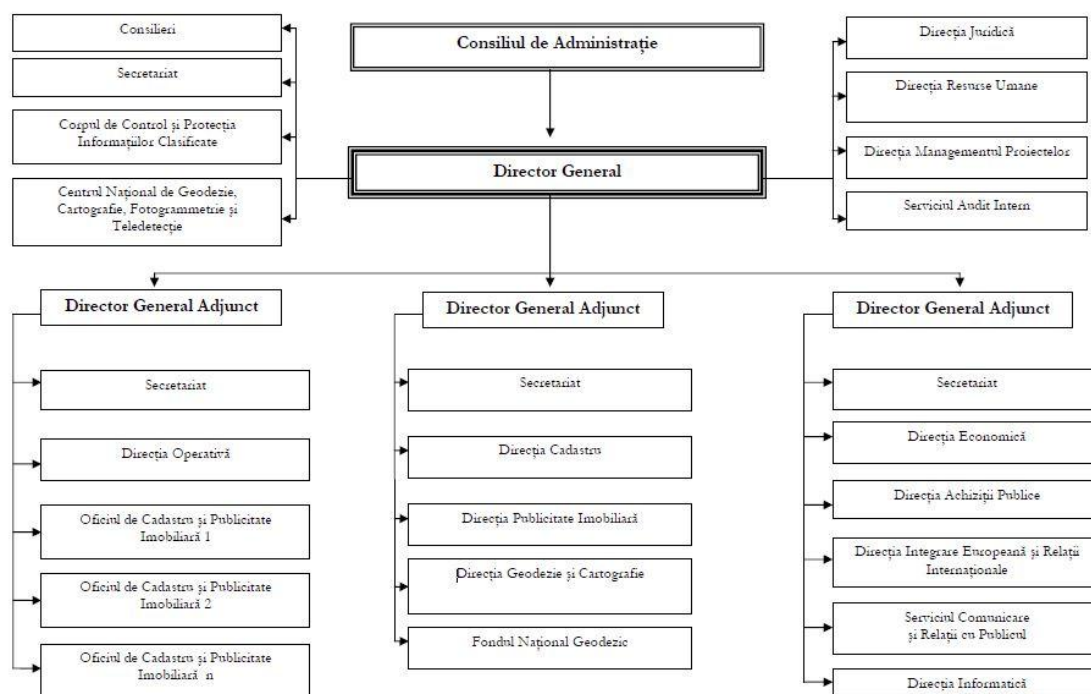 Consilieri
Secretariat
Corpul de Control și Protecția
Informațiilor Clasificate
Centrul Național de Geodezie,
Cartografie, Fotogrammetrie și
Teledetecție
Consiliul de Administrație
Director General
Direcția Juridică
Direcția Resurse Umane
Direcția Managementul Proiectelor
Serviciul Audit Intern
Director General Adjunct
Secretariat
Direcția Operativă
Oficiul de Cadastru și Publicitate
Imobiliară 1
Oficiul de Cadastru și Publicitate
Imobiliară 2
Oficiul de Cadastru și Publicitate
Imobiliară n
Director General Adjunct
Secretariat
Direcția Cadastru
Direcția Publicitate Imobiliară
Direcția Geodezie și Cartografie
Fondul Național Geodezic
Director General Adjunct
Secretariat
Direcția Economică
Direcția Achiziții Publice
Direcția Integrare Europeană și Relații
Internaționale
Serviciul Comunicare
și Relații cu Publicul
Direcția Informatică